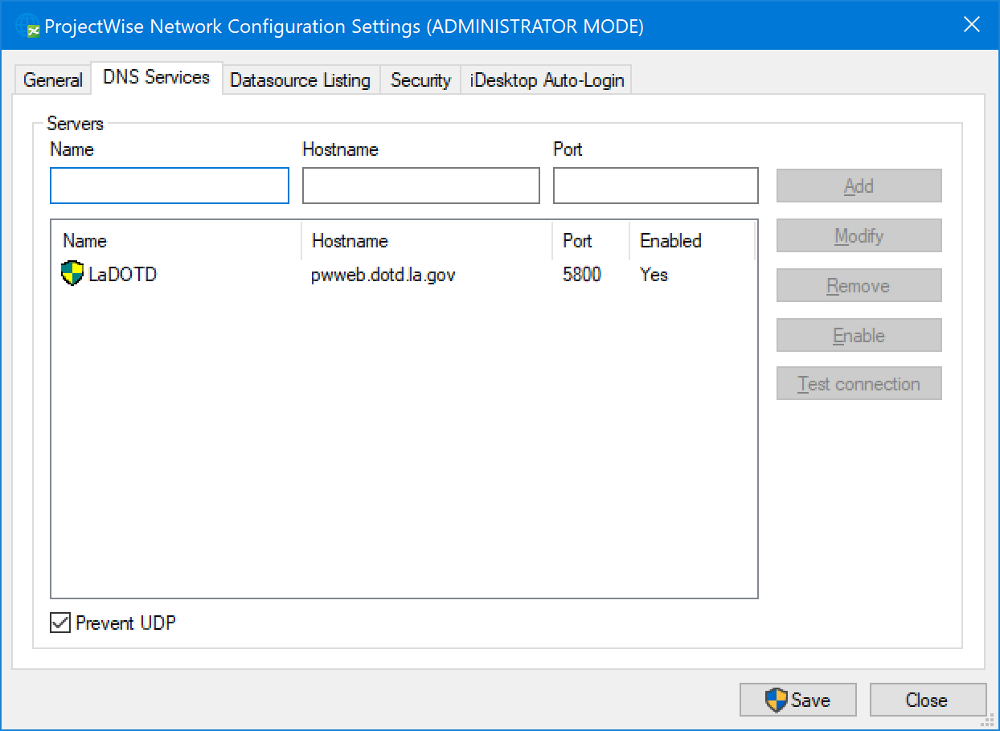 ProjectWise Network Configuration Settings (ADMINISTRATOR MODE)
General DNS Services Datasource Listing Security iDesktop Auto-Login
Servers
Name Hostname Port
Add
Name Hostname Port Enabled
Modify
LaDOTD pwweb.dotd.la.gov 5800 Yes
Remove
Enable
Test connection
Prevent UDP
Save Close